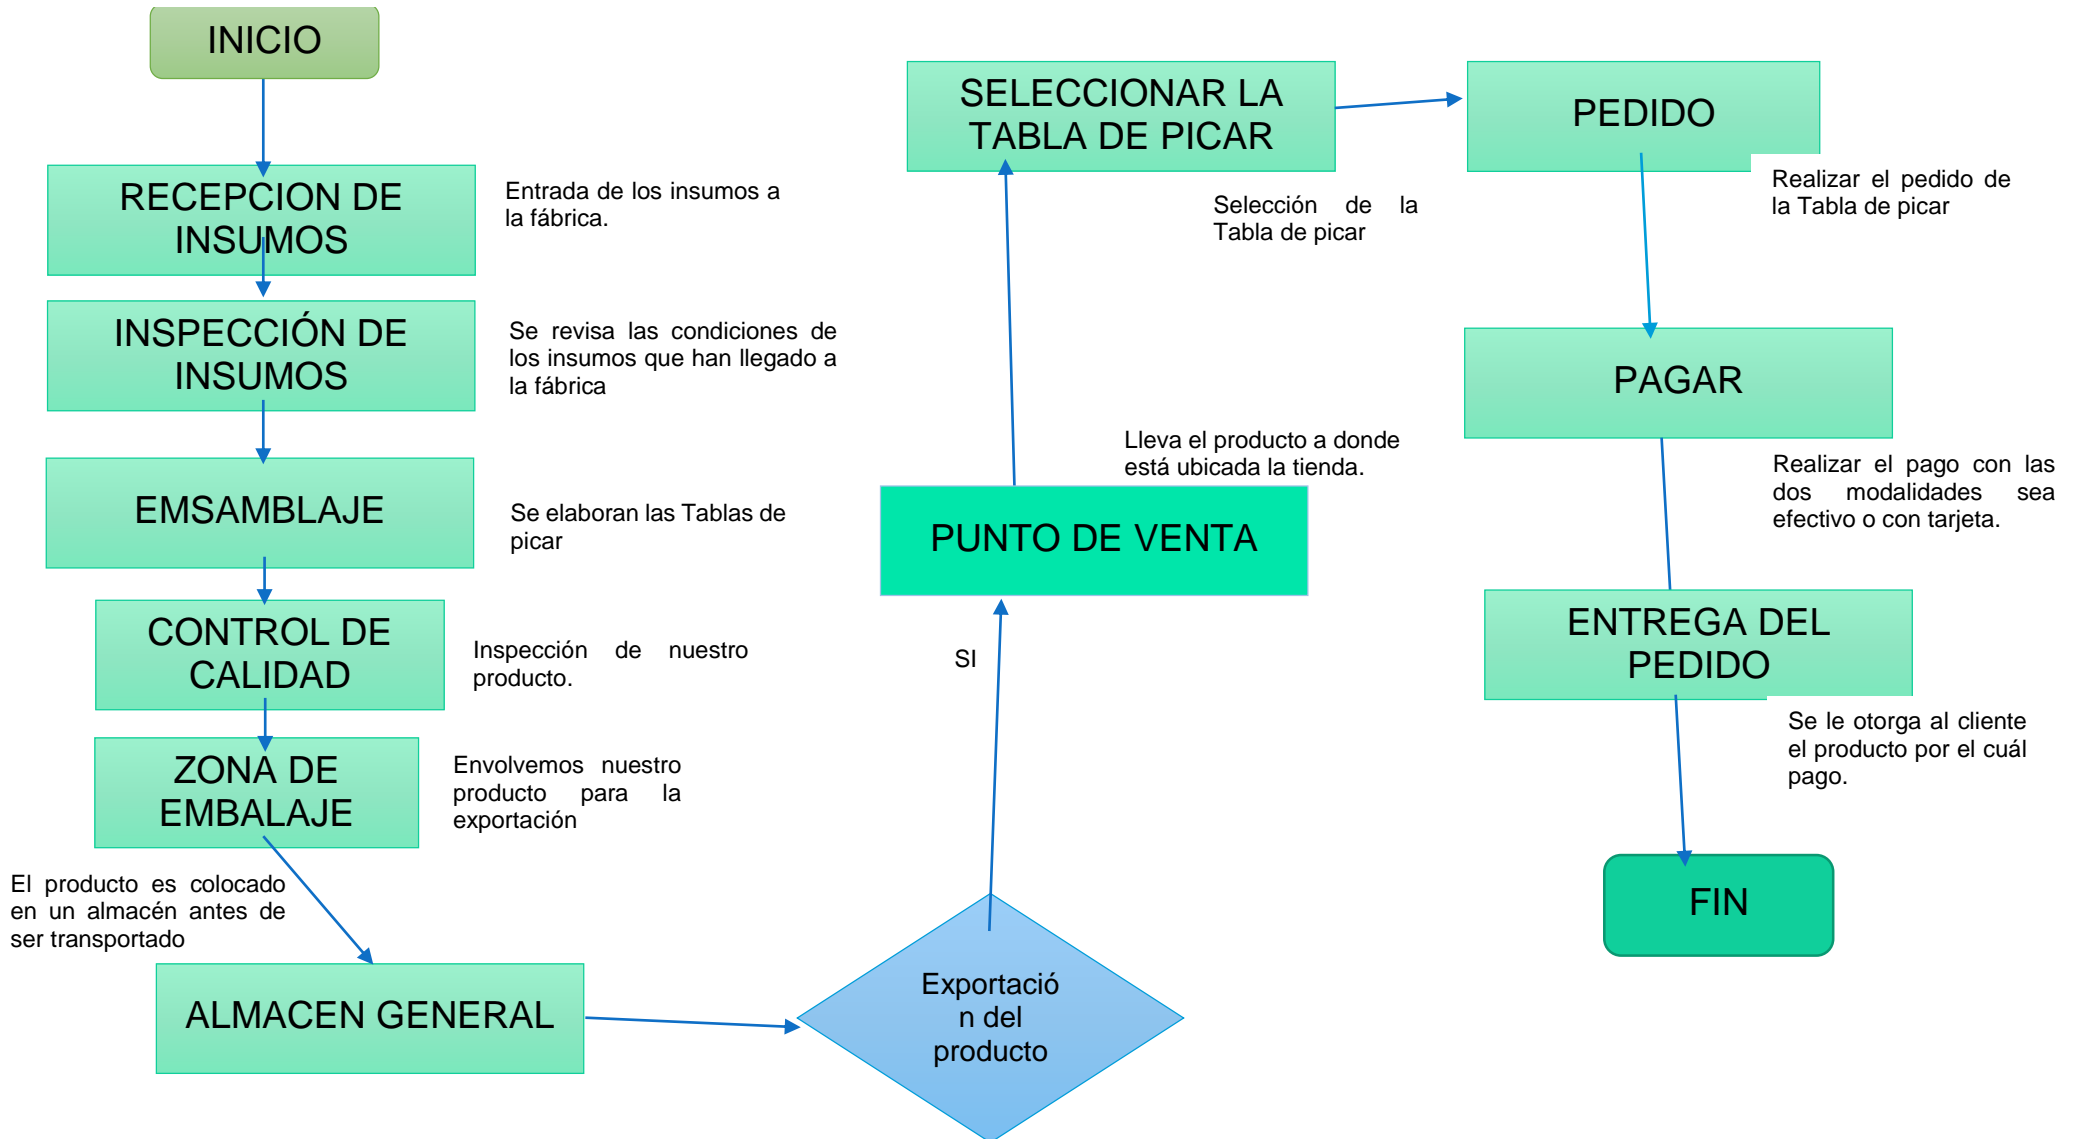 INICIO
RECEPCION DE
INSUMOS
Entrada de los insumos a
la fábrica.
INSPECCIÓN DE
INSUMOS
Se revisa las condiciones de
los insumos que han llegado a
la fábrica
EMSAMBLAJE
Se elaboran las Tablas de
picar
CONTROL DE
CALIDAD
Inspección de nuestro
producto.
ZONA DE
EMBALAJE
Envolvemos nuestro
producto para la
exportación
El producto es colocado
en un almacén antes de
ser transportado
ALMACEN GENERAL
Exportació
n del
producto
SI
PUNTO DE VENTA
Lleva el producto a donde
está ubicada la tienda.
SELECCIONAR LA
TABLA DE PICAR
Selección de la
Tabla de picar
PEDIDO
Realizar el pedido de
la Tabla de picar
PAGAR
Realizar el pago con las
dos modalidades sea
efectivo o con tarjeta.
ENTREGA DEL
PEDIDO
Se le otorga al cliente
el producto por el cuál
pago.
FIN